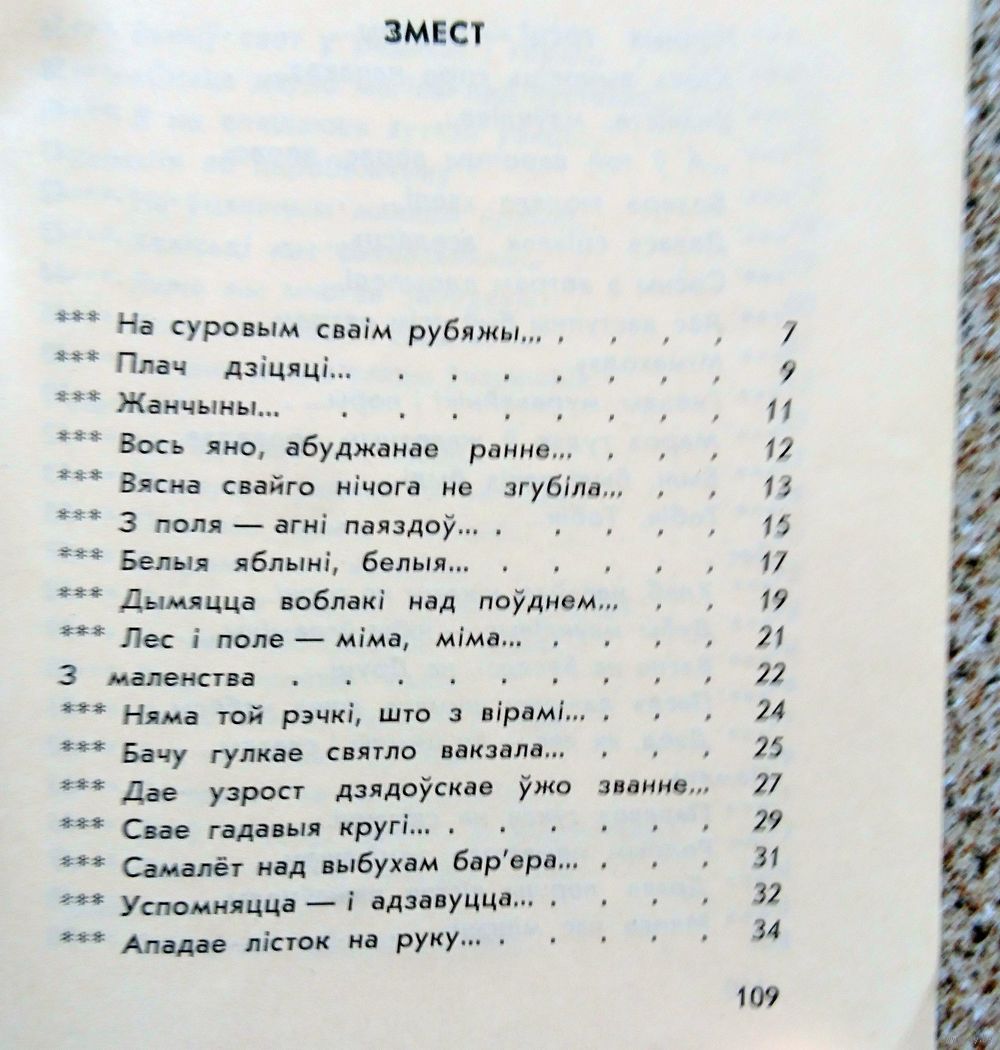 ЗМЕСТ
*** На суровым сваім рубяжы... . . . . 7
*** Плач дзіцяці... . . . . . . . 9
*** Жанчыны... . . . . . . . . 11
*** Вось яно, абуджанае ранне... . . . 12
*** Вясна свайго нічога не згубіла... . . 13
*** З поля — агні паяздоў... . . . . . 15
*** Белыя яблыні, белыя... . . . . . 17
*** Дымяцца воблакі над поўднем... . . 19
*** Лес і поле — міма, міма... . . . . 21
З маленства . . . . . . . . 22
*** Няма той рэчкі, што з вірамі... . . . 24
*** Бачу гулкае святло вакзала... . . . 25
*** Дае узрост дзядоўскае ўжо званне... 27
*** Свае гадавыя кругі... . . . . . . 29
*** Самалёт над выбухам бар'ера... . . . 31
*** Успомняцца — і адзавуцца... . . . . 32
*** Ападае лісток на руку... . . . . . 34
109